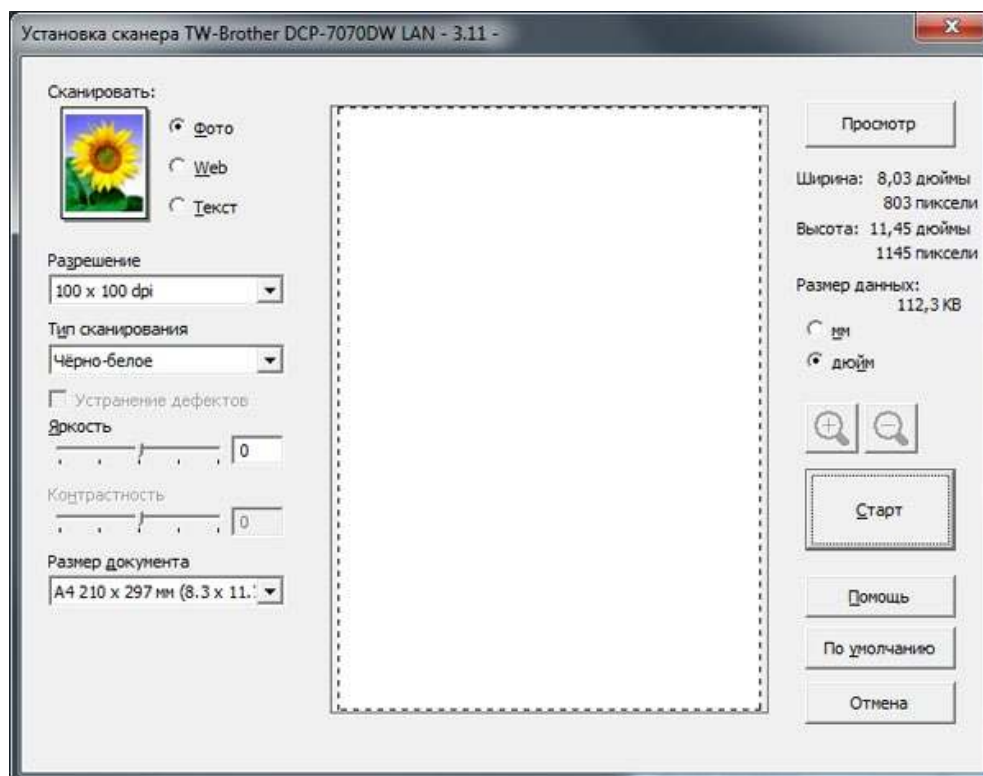 Установка сканера TW-Brother DCP-7070DW LAN - 3.11 -
Сканировать:
Фото
Web
Текст
Разрешение
100 x 100 dpi
Тип сканирования
Чёрно-белое
Устранение дефектов
Яркость
0
Контрастность
0
Размер документа
A4 210 x 297 мм (8.3 x 11.
Просмотр
Ширина: 8,03 дюймы
803 пиксели
Высота: 11,45 дюймы
1145 пиксели
Размер данных:
112,3 KB
мм
дюйм
Старт
Помощь
По умолчанию
Отмена